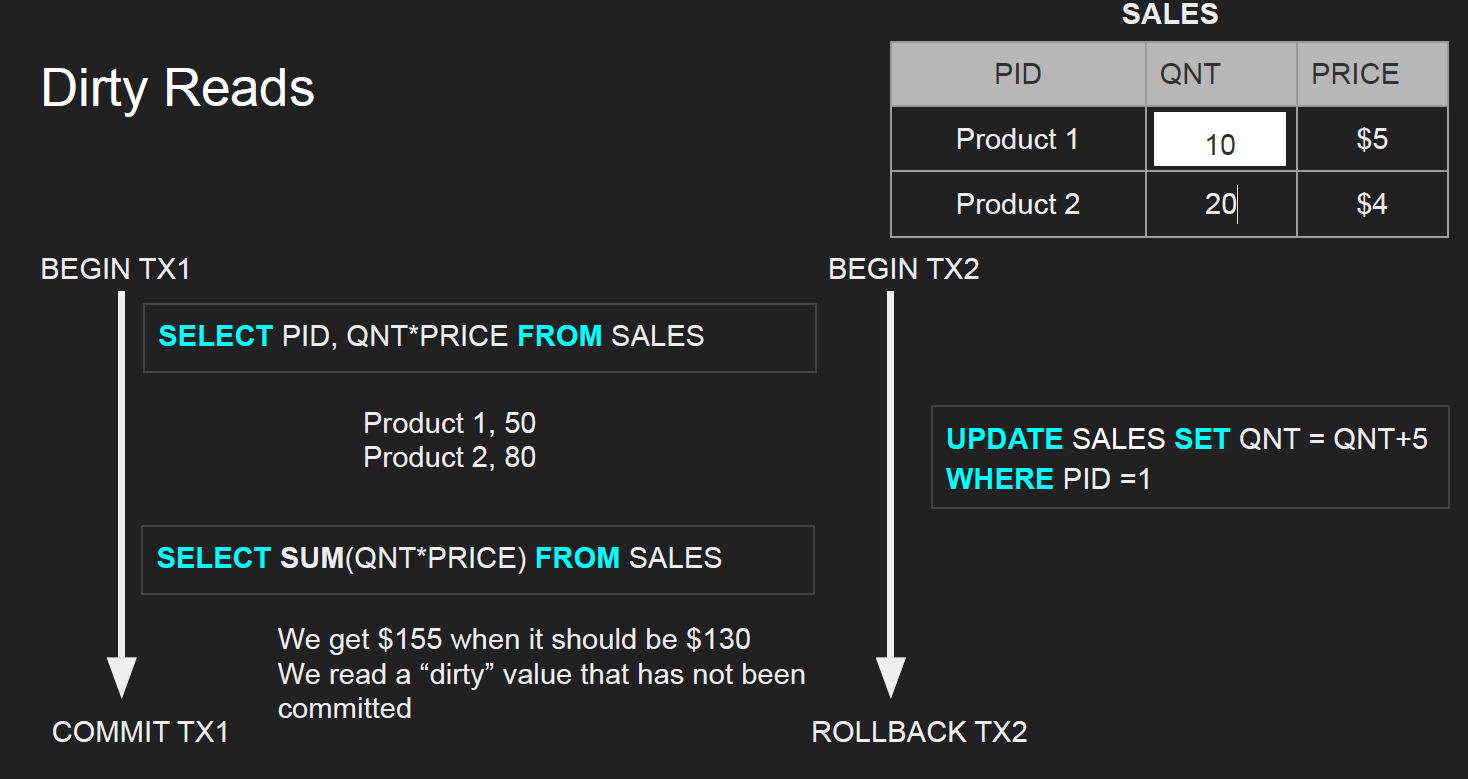 SALES
Dirty Reads
PID QNT PRICE
Product 1 10 $5
Product 2 20 $4
BEGIN TX1
BEGIN TX2
SELECT PID, QNT*PRICE FROM SALES
Product 1, 50
Product 2, 80
UPDATE SALES SET QNT = QNT+5
WHERE PID =1
SELECT SUM(QNT*PRICE) FROM SALES
We get $155 when it should be $130
We read a “dirty” value that has not been
committed
COMMIT TX1
ROLLBACK TX2